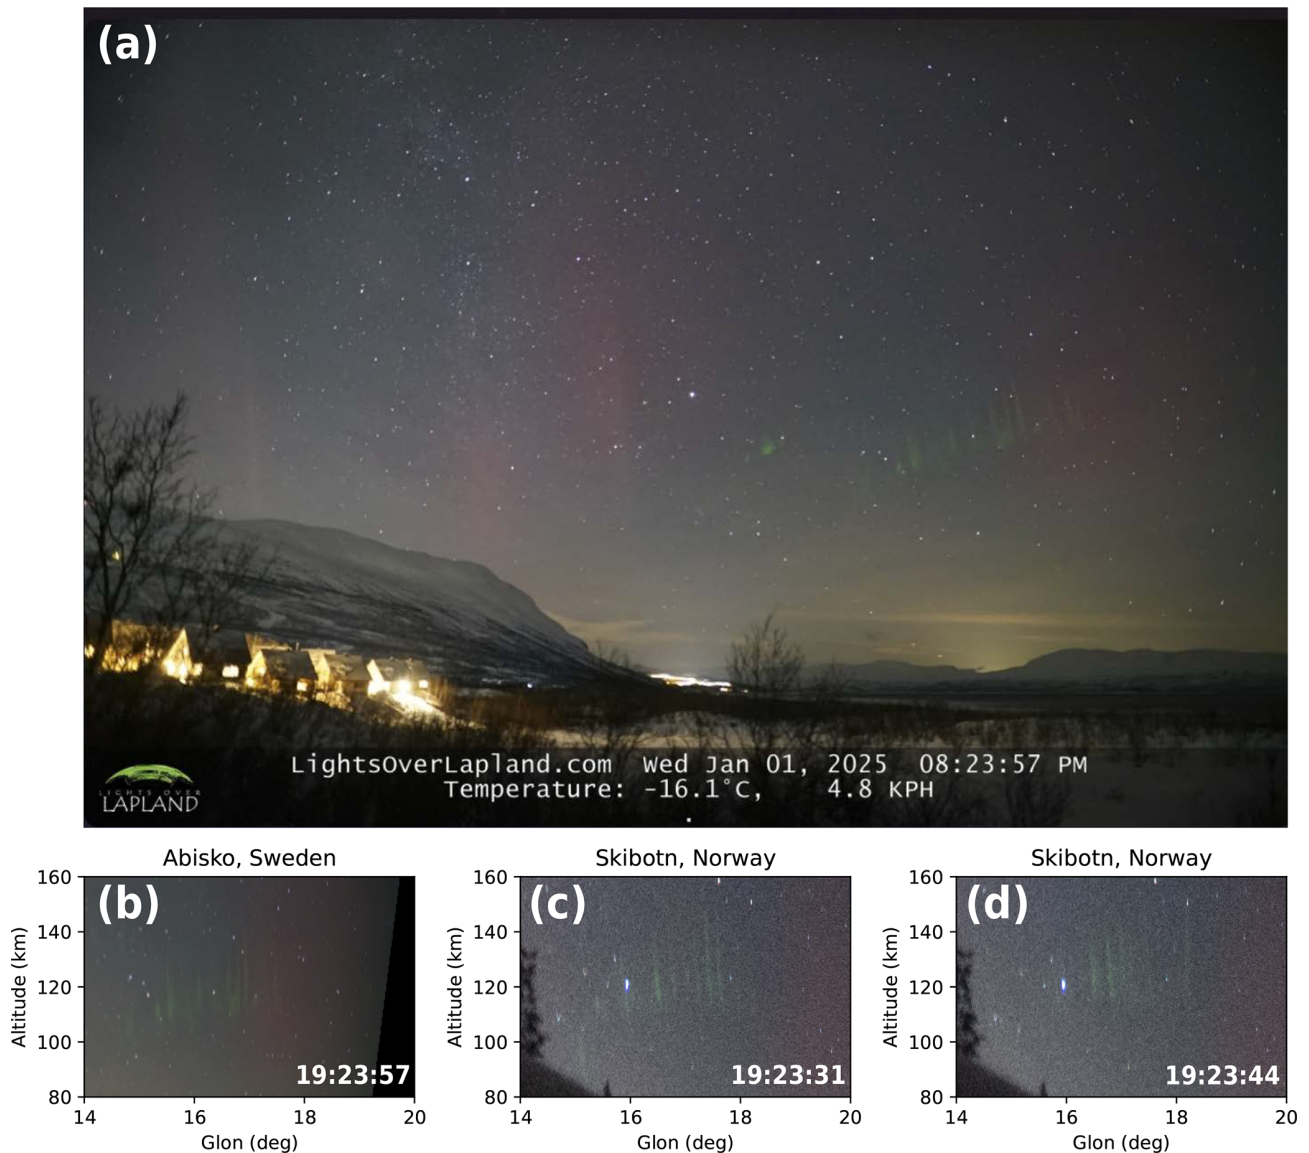 (a)
LIGHTS OVER
LAPLAND
LightsOverLapland.com Wed Jan 01, 2025 08:23:57 PM
Temperature: -16.1°C, 4.8 KPH
Abisko, Sweden
(b)
19:23:57
Altitude (km)
160
140
120
100
80
14 16 18 20
Glon (deg)
Skibotn, Norway
(c)
19:23:31
Altitude (km)
160
140
120
100
80
14 16 18 20
Glon (deg)
Skibotn, Norway
(d)
19:23:44
Altitude (km)
160
140
120
100
80
14 16 18 20
Glon (deg)